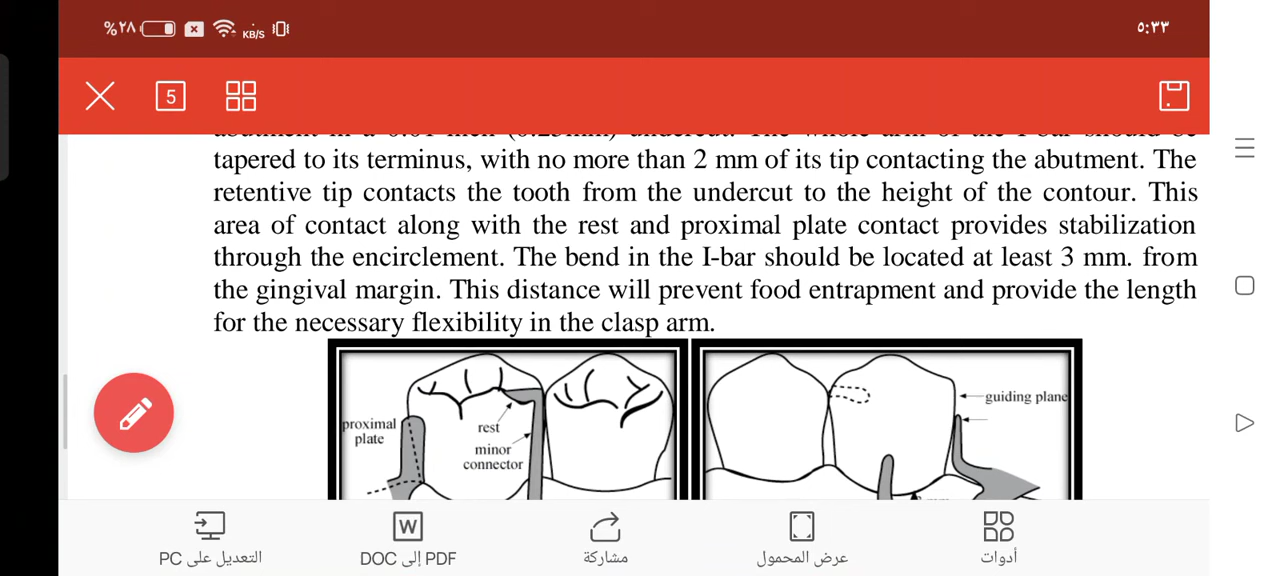 %٢٨ KB/S ٥:٣٣
5
tapered to its terminus, with no more than 2 mm of its tip contacting the abutment. The
retentive tip contacts the tooth from the undercut to the height of the contour. This
area of contact along with the rest and proximal plate contact provides stabilization
through the encirclement. The bend in the I-bar should be located at least 3 mm. from
the gingival margin. This distance will prevent food entrapment and provide the length
for the necessary flexibility in the clasp arm.
proximal
plate
rest
minor
connector
guiding plane
التعديل على PC
W
PDF إلى DOC
مشاركة
عرض المحمول
أدوات